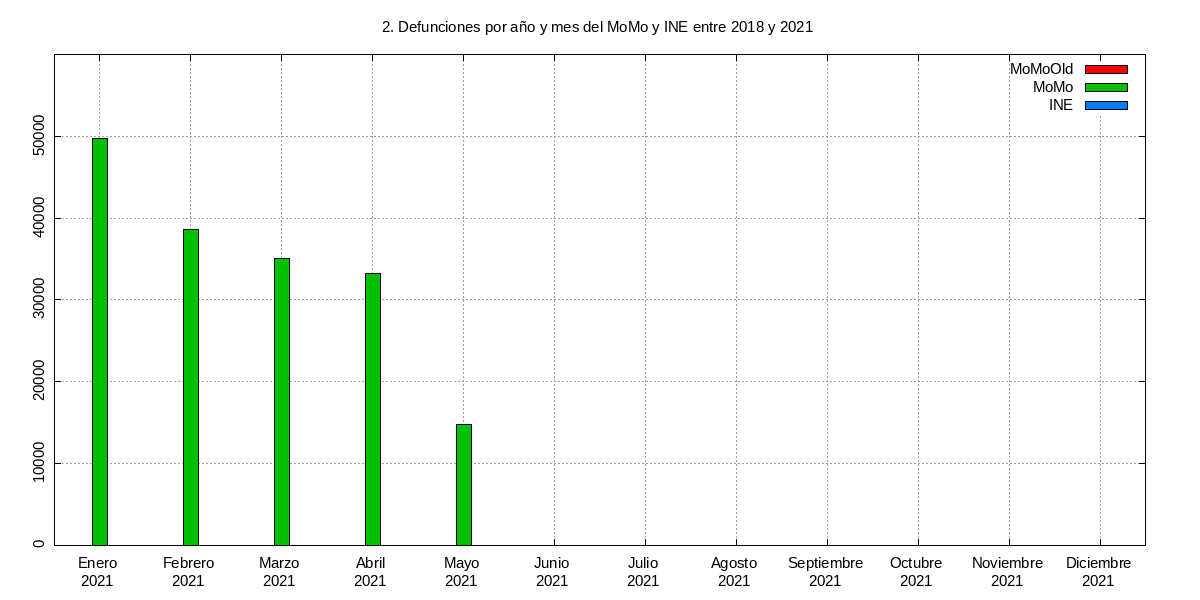 2. Defunciones por año y mes del MoMo y INE entre 2018 y 2021
MoMoOld
MoMo
INE
50000
40000
30000
20000
10000
0
Enero Febrero Marzo Abril Mayo Junio Julio Agosto Septiembre Octubre Noviembre Diciembre
2021 2021 2021 2021 2021 2021 2021 2021 2021 2021 2021 2021